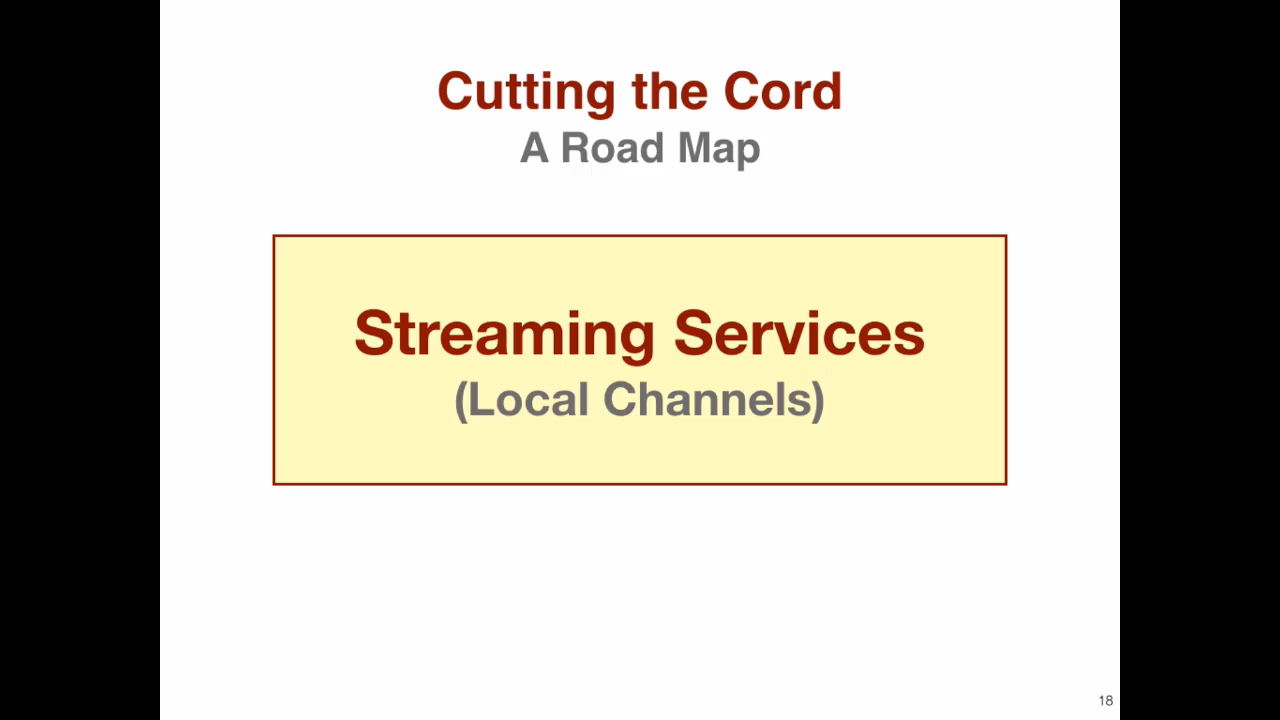 Cutting the Cord
A Road Map
Streaming Services
(Local Channels)
18